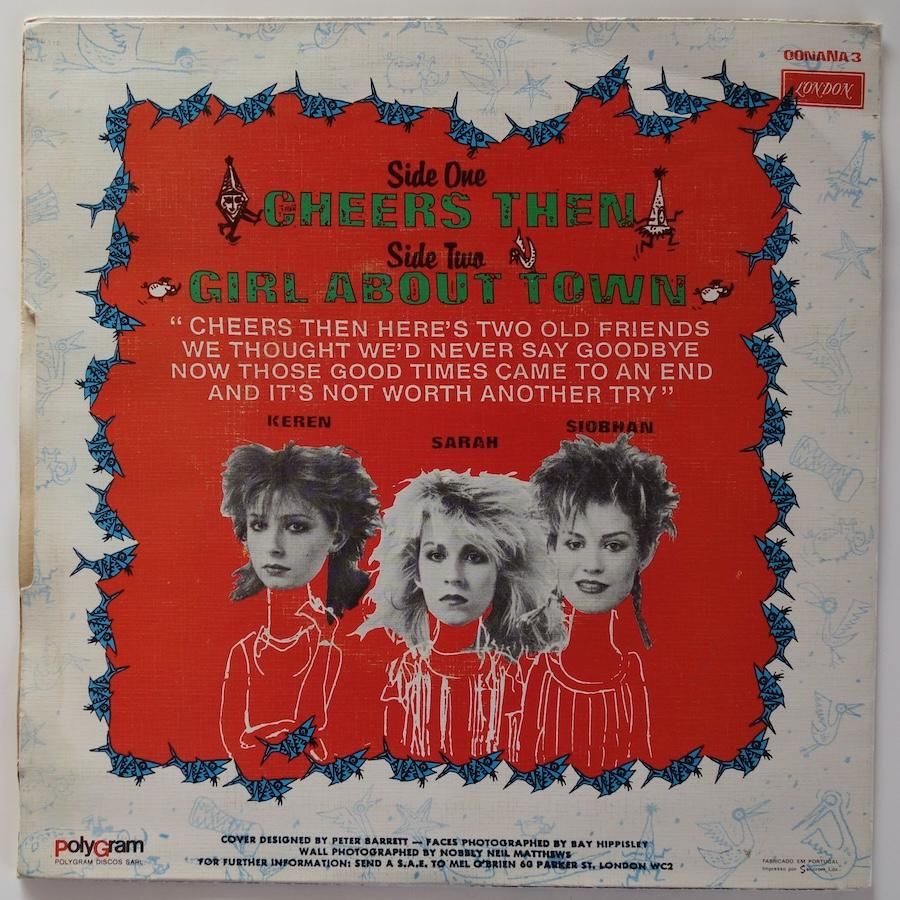 OONANA 3
LONDON
Side One
CHEERS THEN
Side Two
GIRL ABOUT TOWN
“ CHEERS THEN HERE'S TWO OLD FRIENDS
WE THOUGHT WE'D NEVER SAY GOODBYE
NOW THOSE GOOD TIMES CAME TO AN END
AND IT'S NOT WORTH ANOTHER TRY ”
KEREN
SARAH
SIOBHAN
polyGram
POLYGRAM DISCOS SARL
COVER DESIGNED BY PETER BARRETT — FACES PHOTOGRAPHED BY BAY HIPPISLEY
WALL PHOTOGRAPHED BY NOBBEY NEIL MATTHEWS
FOR FURTHER INFORMATION: SEND A S.A.E. TO MEL O'BRIEN 60 PARKER ST. LONDON WC2
FABRICADO EM PORTUGAL
Impresso por